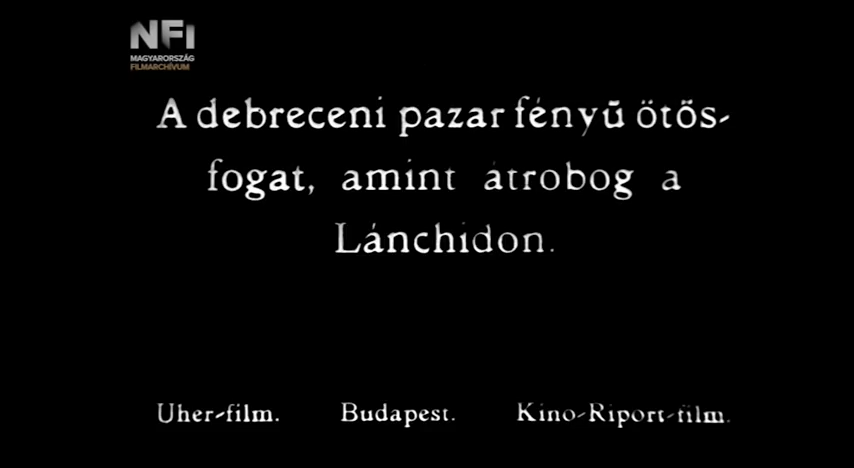 NFI
MAGYARORSZÁG
FILMARCHÍVUM
A debreceni pazar fényű ötös-
fogat, amint átrobog a
Lánchidon.
Uher-film. Budapest. Kino-Riport-film.